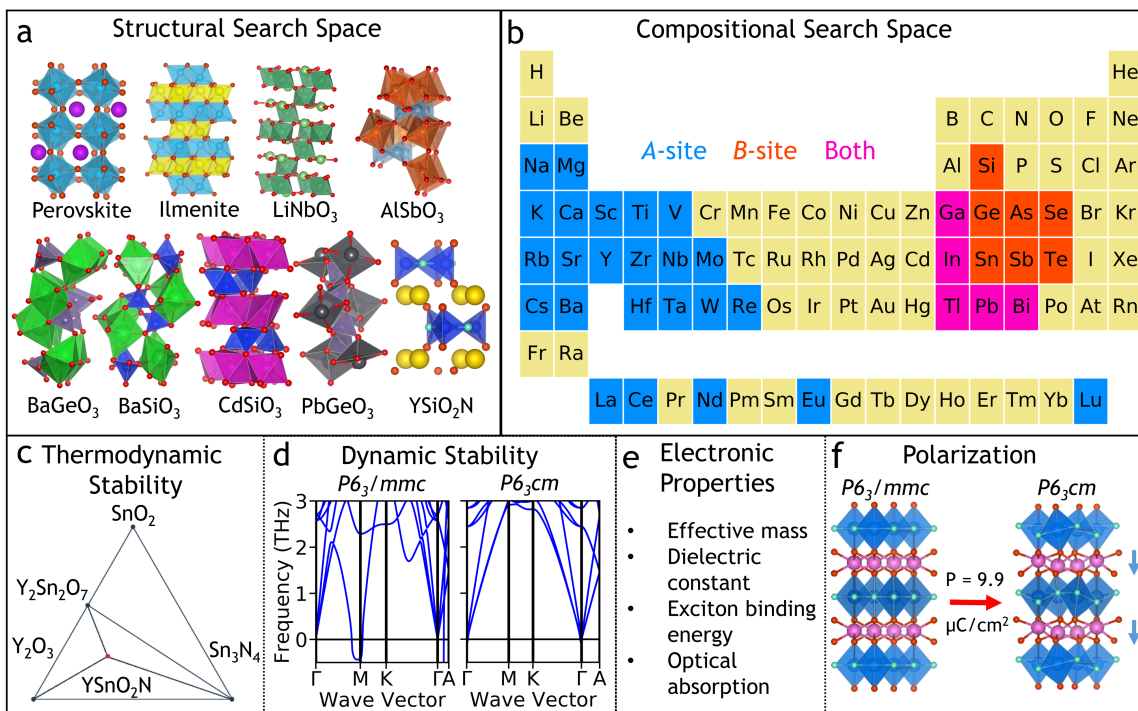 a Structural Search Space
Perovskite Ilmenite LiNbO₃ AlSbO₃
BaGeO₃ BaSiO₃ CdSiO₃ PbGeO₃ YSiO₂N
b Compositional Search Space
H He
Li Be B C N O F Ne
A-site B-site Both
Na Mg Al Si P S Cl Ar
K Ca Sc Ti V Cr Mn Fe Co Ni Cu Zn Ga Ge As Se Br Kr
Rb Sr Y Zr Nb Mo Tc Ru Rh Pd Ag Cd In Sn Sb Te I Xe
Cs Ba Hf Ta W Re Os Ir Pt Au Hg Tl Pb Bi Po At Rn
Fr Ra
La Ce Pr Nd Pm Sm Eu Gd Tb Dy Ho Er Tm Yb Lu
c Thermodynamic
Stability
SnO₂
Y₂Sn₂O₇
Y₂O₃
Sn₃N₄
YSnO₂N
d Dynamic Stability
P6₃/mmc P6₃cm
Frequency (THz)
3
2
1
0
Γ M K Γ A Γ M K Γ A
Wave Vector Wave Vector
e Electronic
Properties
• Effective mass
• Dielectric
constant
• Exciton binding
energy
• Optical
absorption
f Polarization
P6₃/mmc P6₃cm
P = 9.9
μC/cm²